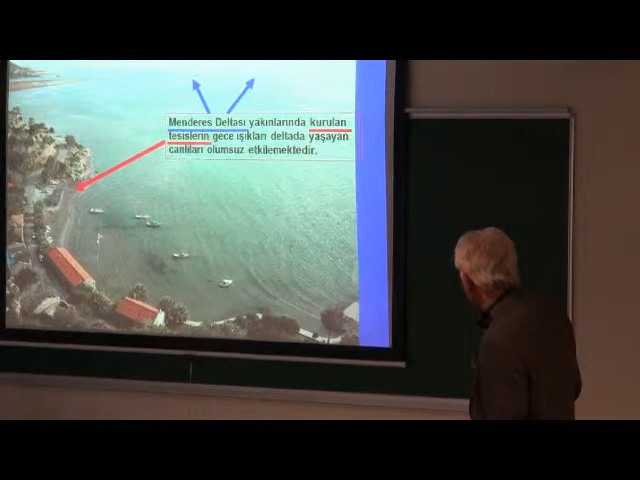 Menderes Deltası yakınlarında kurulan
tesislerin gece ışıkları deltada yaşayan
canlıları olumsuz etkilemektedir.